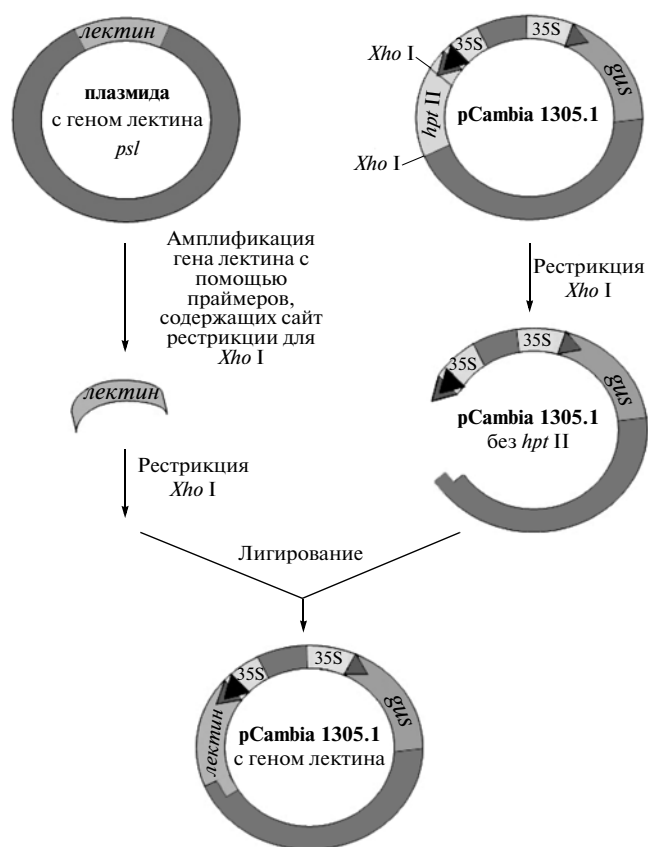 лектин
плазмида
с геном лектина
psl
35S
35S
Xho I
gus
hpt II
pCambia 1305.1
Xho I
Амплификация
гена лектина с
помощью
праймеров,
содержащих сайт
рестрикции для
Xho I
Рестрикция
Xho I
лектин
35S
35S
gus
pCambia 1305.1
без hpt II
Рестрикция
Xho I
Лигирование
35S
35S
gus
лектин
pCambia 1305.1
с геном лектина